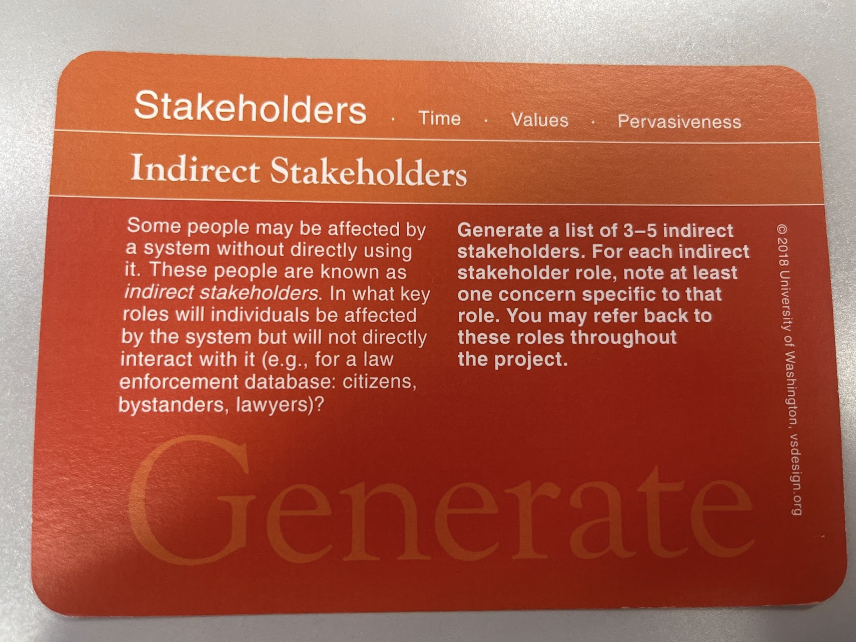 Stakeholders · Time · Values · Pervasiveness
Indirect Stakeholders
Some people may be affected by
a system without directly using
it. These people are known as
indirect stakeholders. In what key
roles will individuals be affected
by the system but will not directly
interact with it (e.g., for a law
enforcement database: citizens,
bystanders, lawyers)?
Generate a list of 3–5 indirect
stakeholders. For each indirect
stakeholder role, note at least
one concern specific to that
role. You may refer back to
these roles throughout
the project.
© 2018 University of Washington, vsdesign.org
Generate